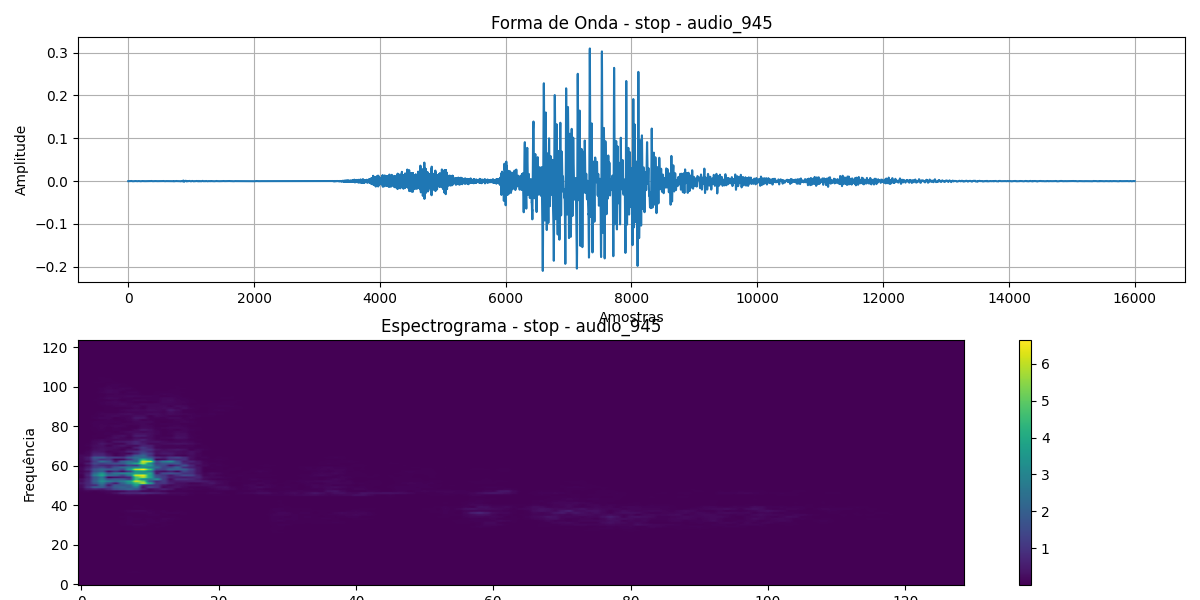 Forma de Onda - stop - audio_945
Amplitude
0.3
0.2
0.1
0.0
−0.1
−0.2
0 2000 4000 6000 8000 10000 12000 14000 16000
Amostras
Espectrograma - stop - audio_945
Frequência
120
100
80
60
40
20
0
0 20 40 60 80 100 120
6
5
4
3
2
1